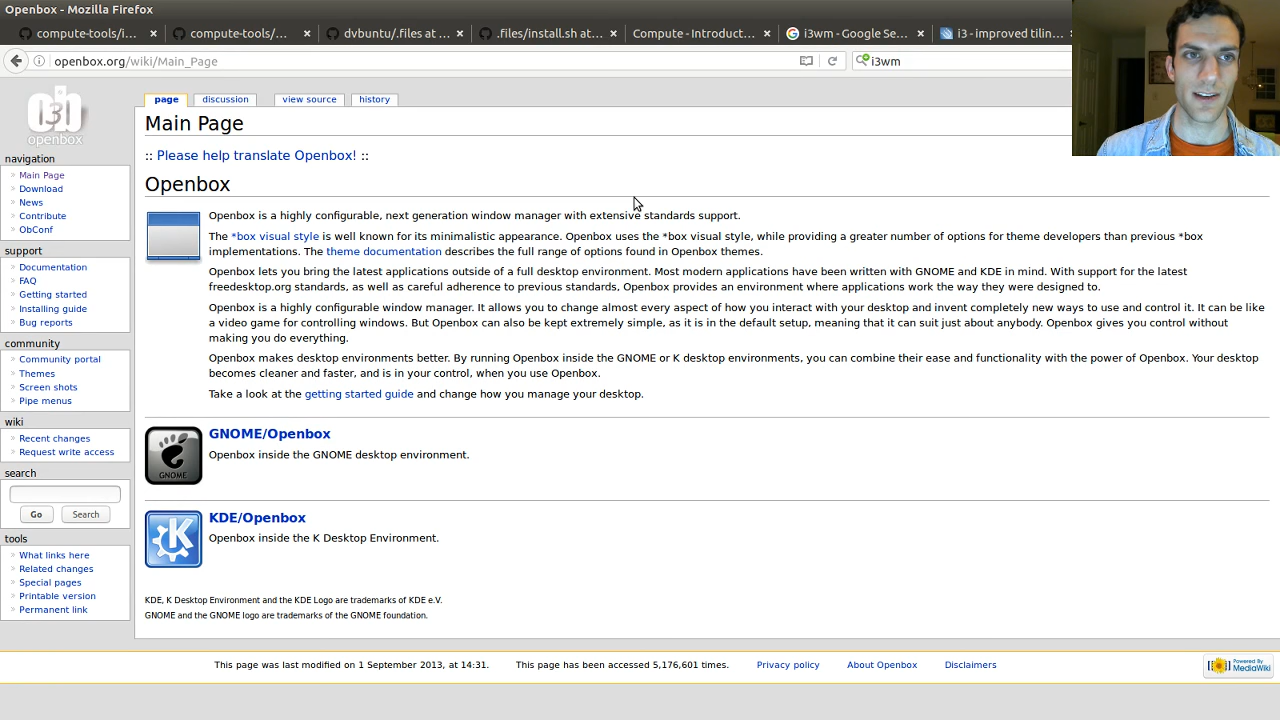 Openbox - Mozilla Firefox
compute-tools/i... × compute-tools/... × dvbuntu/.files at ... × .files/install.sh at... × Compute - Introduct... × i3wm - Google Se... × i3 - improved tilin...
openbox.org/wiki/Main_Page
i3wm
openbox
page
discussion
view source
history
navigation
Main Page
Download
News
Contribute
ObConf
support
Documentation
FAQ
Getting started
Installing guide
Bug reports
community
Community portal
Themes
Screen shots
Pipe menus
wiki
Recent changes
Request write access
search
Go
Search
tools
What links here
Related changes
Special pages
Printable version
Permanent link
Main Page
:: Please help translate Openbox! ::
Openbox
Openbox is a highly configurable, next generation window manager with extensive standards support.
The *box visual style is well known for its minimalistic appearance. Openbox uses the *box visual style, while providing a greater number of options for theme developers than previous *box
implementations. The theme documentation describes the full range of options found in Openbox themes.
Openbox lets you bring the latest applications outside of a full desktop environment. Most modern applications have been written with GNOME and KDE in mind. With support for the latest
freedesktop.org standards, as well as careful adherence to previous standards, Openbox provides an environment where applications work the way they were designed to.
Openbox is a highly configurable window manager. It allows you to change almost every aspect of how you interact with your desktop and invent completely new ways to use and control it. It can be like
a video game for controlling windows. But Openbox can also be kept extremely simple, as it is in the default setup, meaning that it can suit just about anybody. Openbox gives you control without
making you do everything.
Openbox makes desktop environments better. By running Openbox inside the GNOME or K desktop environments, you can combine their ease and functionality with the power of Openbox. Your desktop
becomes cleaner and faster, and is in your control, when you use Openbox.
Take a look at the getting started guide and change how you manage your desktop.
GNOME
GNOME/Openbox
Openbox inside the GNOME desktop environment.
KDE/Openbox
Openbox inside the K Desktop Environment.
KDE, K Desktop Environment and the KDE Logo are trademarks of KDE e.V.
GNOME and the GNOME logo are trademarks of the GNOME foundation.
This page was last modified on 1 September 2013, at 14:31.
This page has been accessed 5,176,601 times.
Privacy policy
About Openbox
Disclaimers
Powered By
MediaWiki